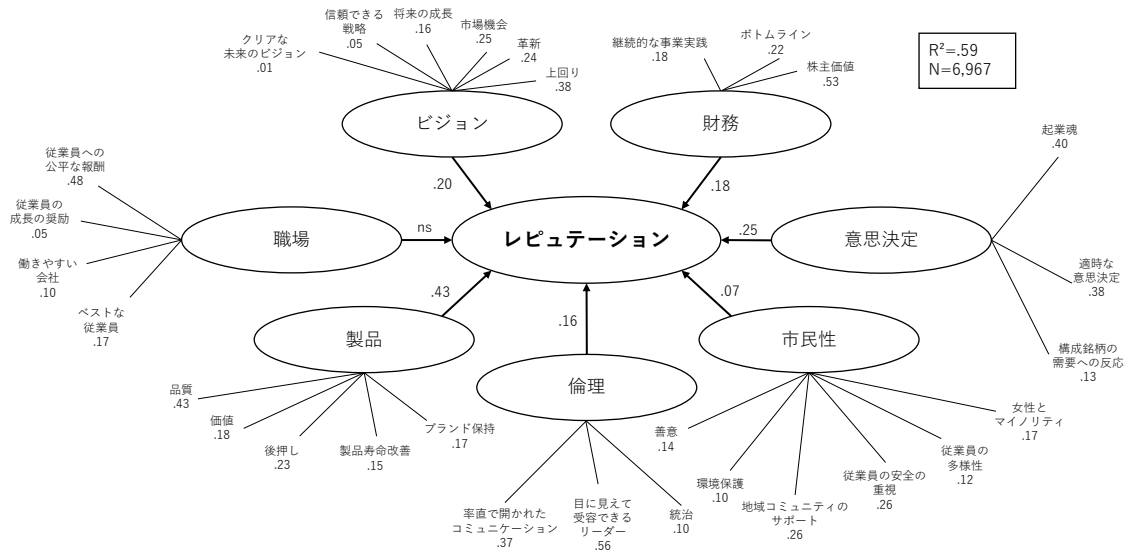 クリアな
未来のビジョン
.01
信頼できる
戦略
.05
将来の成長
.16
市場機会
.25
革新
.24
上回り
.38
ビジョン
継続的な事業実践
.18
ボトムライン
.22
株主価値
.53
財務
R²=.59
N=6,967
従業員への
公平な報酬
.48
従業員の
成長の奨励
.05
働きやすい
会社
.10
ベストな
従業員
.17
職場
.20
.18
ns
レピュテーション
.25
意思決定
起業魂
.40
適時な
意思決定
.38
構成銘柄の
需要への反応
.13
.43
.16
.07
製品
品質
.43
価値
.18
後押し
.23
製品寿命改善
.15
ブランド保持
.17
倫理
率直で開かれた
コミュニケーション
.37
目に見えて
受容できる
リーダー
.56
統治
.10
市民性
善意
.14
環境保護
.10
地域コミュニティの
サポート
.26
従業員の安全の
重視
.26
従業員の
多様性
.12
女性と
マイノリティ
.17